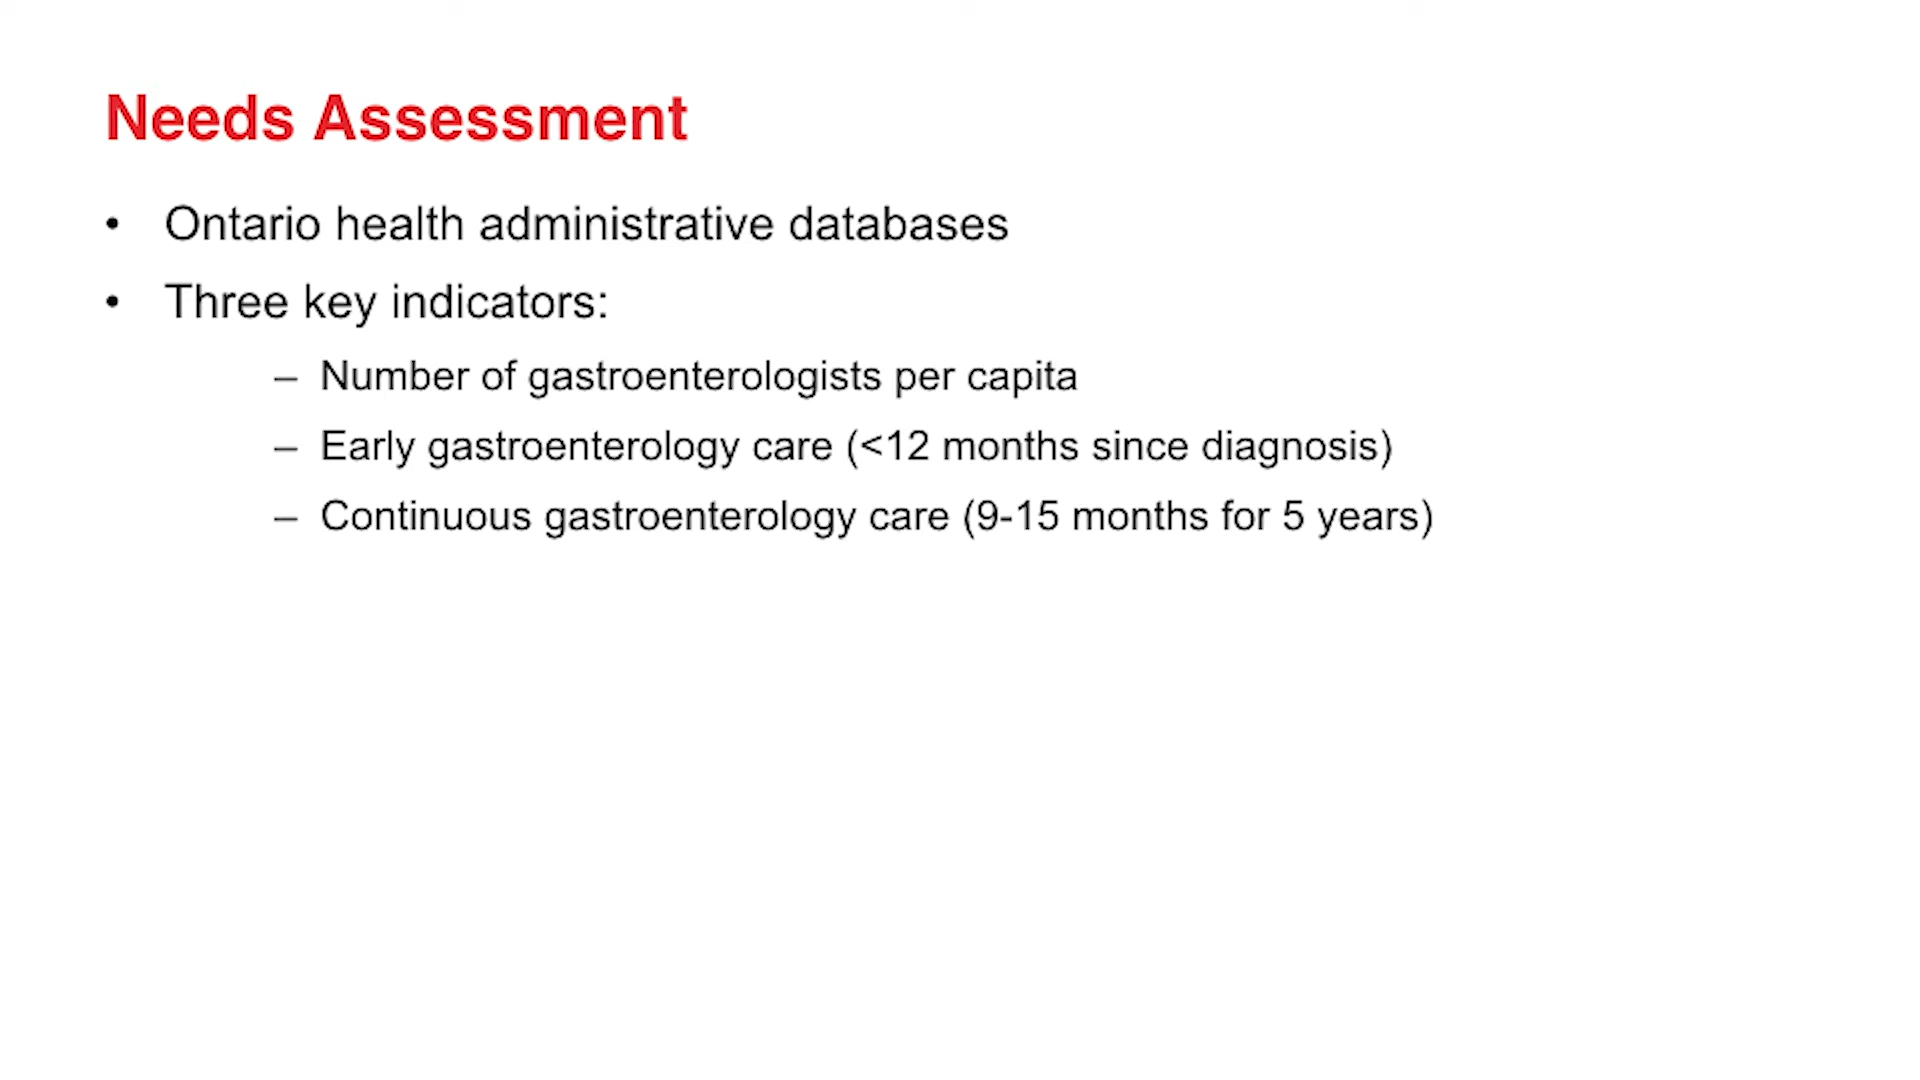 Needs Assessment
• Ontario health administrative databases
• Three key indicators:
– Number of gastroenterologists per capita
– Early gastroenterology care (<12 months since diagnosis)
– Continuous gastroenterology care (9-15 months for 5 years)